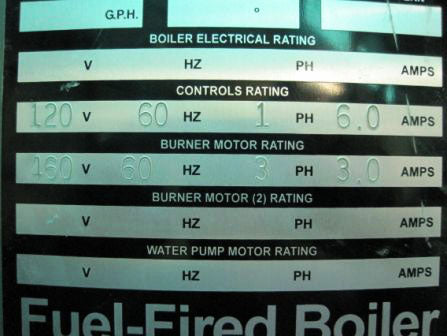 G.P.H. °
BOILER ELECTRICAL RATING
V HZ PH AMPS
CONTROLS RATING
120 V 60 HZ 1 PH 6.0 AMPS
BURNER MOTOR RATING
460 V 60 HZ 3 PH 3.0 AMPS
BURNER MOTOR (2) RATING
V HZ PH AMPS
WATER PUMP MOTOR RATING
V HZ PH AMPS
Fuel-Fired Boiler